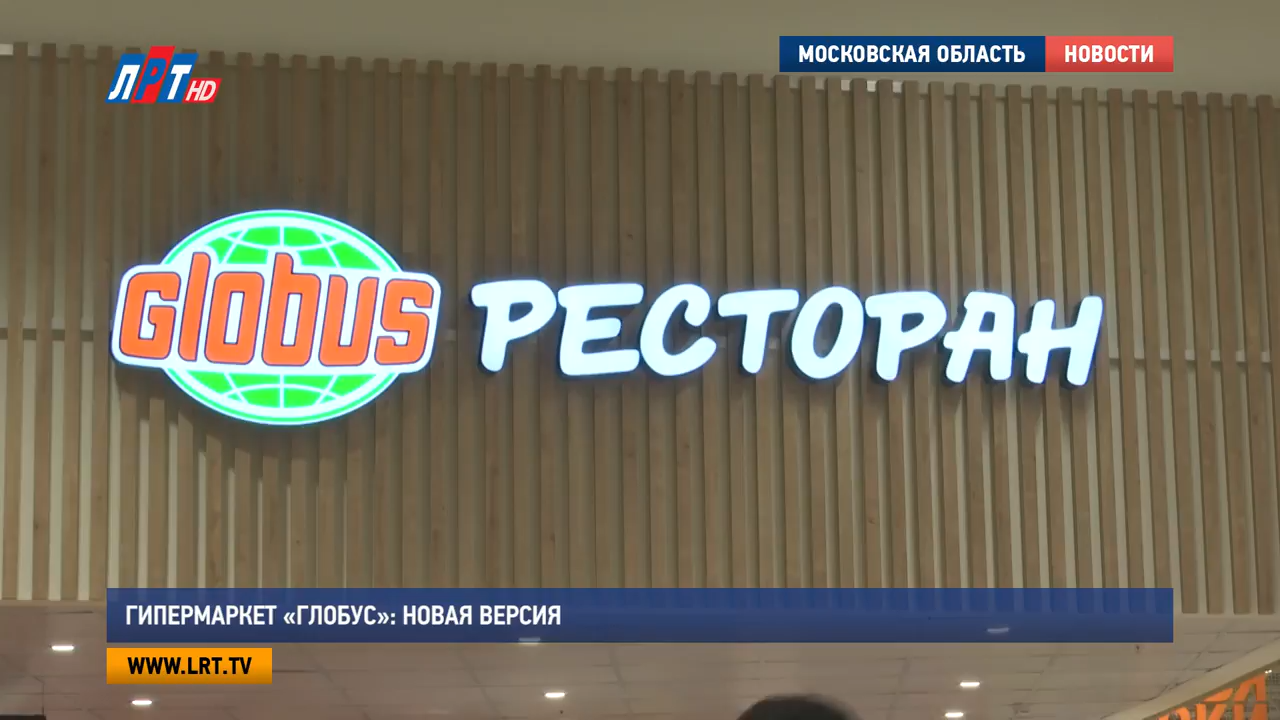 ЛРТ HD
МОСКОВСКАЯ ОБЛАСТЬ НОВОСТИ
Globus РЕСТОРАН
ГИПЕРМАРКЕТ «ГЛОБУС»: НОВАЯ ВЕРСИЯ
WWW.LRT.TV